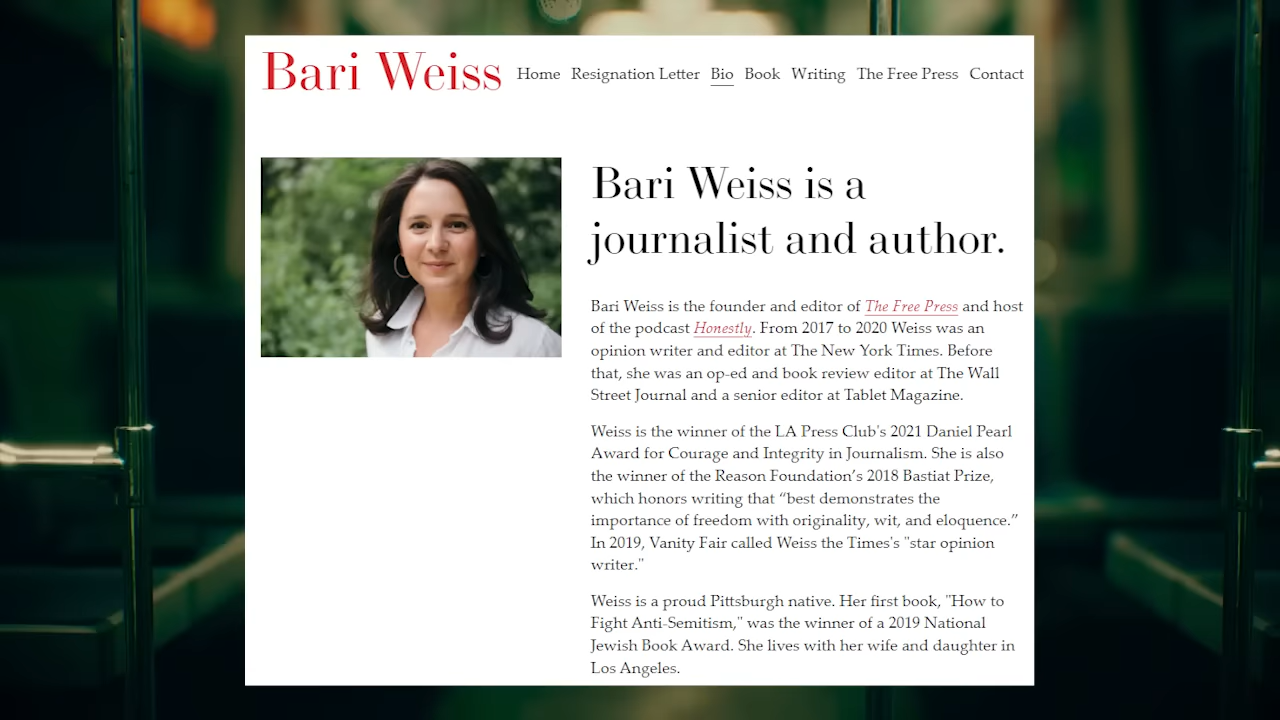 Bari Weiss
Home Resignation Letter Bio Book Writing The Free Press Contact
Bari Weiss is a
journalist and author.
Bari Weiss is the founder and editor of The Free Press and host
of the podcast Honestly. From 2017 to 2020 Weiss was an
opinion writer and editor at The New York Times. Before
that, she was an op-ed and book review editor at The Wall
Street Journal and a senior editor at Tablet Magazine.
Weiss is the winner of the LA Press Club's 2021 Daniel Pearl
Award for Courage and Integrity in Journalism. She is also
the winner of the Reason Foundation’s 2018 Bastiat Prize,
which honors writing that “best demonstrates the
importance of freedom with originality, wit, and eloquence.”
In 2019, Vanity Fair called Weiss the Times's "star opinion
writer."
Weiss is a proud Pittsburgh native. Her first book, "How to
Fight Anti-Semitism," was the winner of a 2019 National
Jewish Book Award. She lives with her wife and daughter in
Los Angeles.